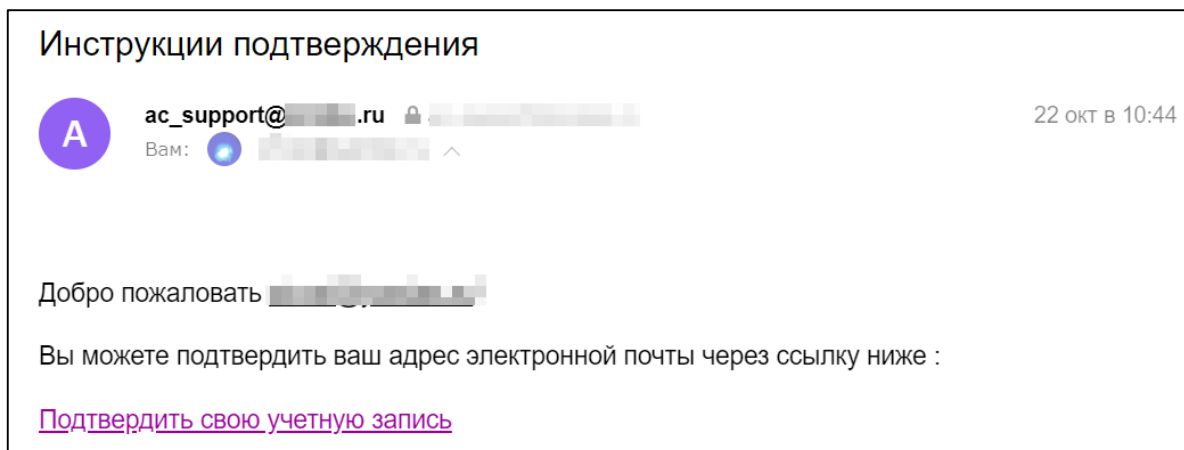 Инструкции подтверждения
A
ac_support@ .ru
22 окт в 10:44
Вам:
Добро пожаловать
Вы можете подтвердить ваш адрес электронной почты через ссылку ниже :
Подтвердить свою учетную запись